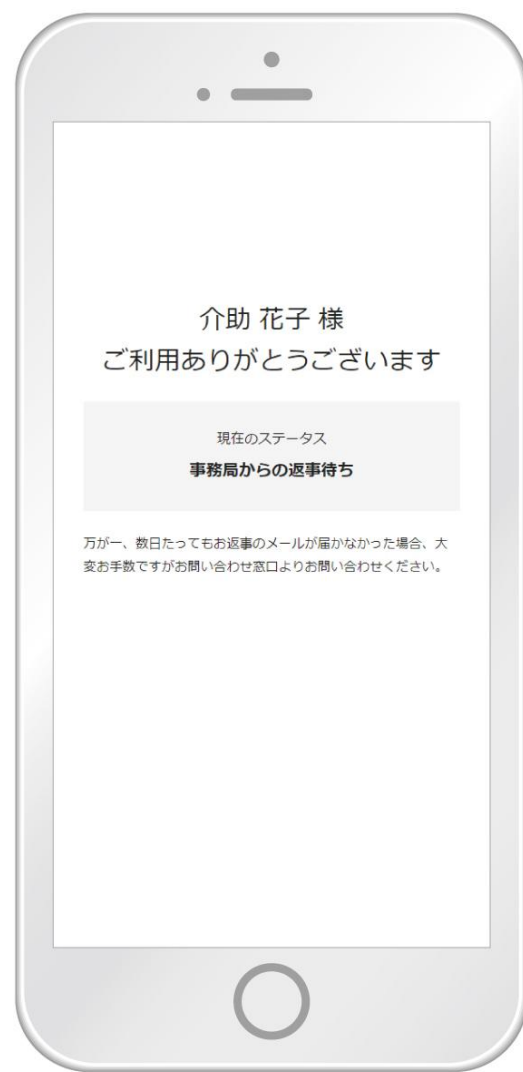 介助 花子 様
ご利用ありがとうございます
現在のステータス
事務局からの返事待ち
万が一、数日たってもお返事のメールが届かなかった場合、大
変お手数ですがお問い合わせ窓口よりお問い合わせください。